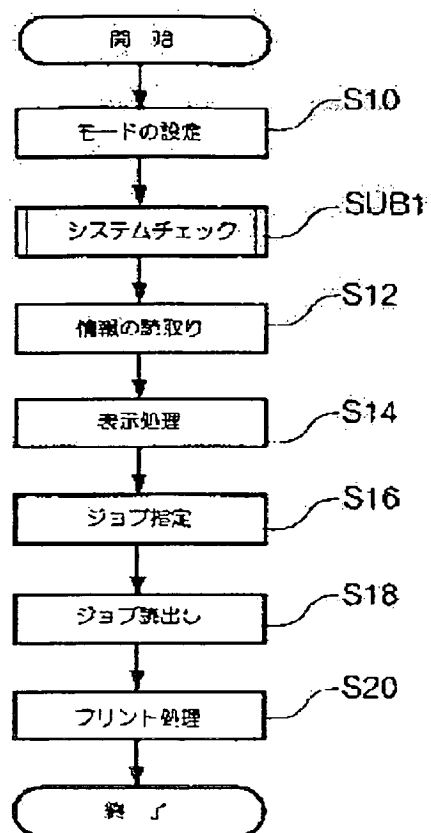 開始
モードの設定
S10
システムチェック
SUB1
情報の読取り
S12
表示処理
S14
ジョブ指定
S16
ジョブ読出し
S18
プリント処理
S20
終了